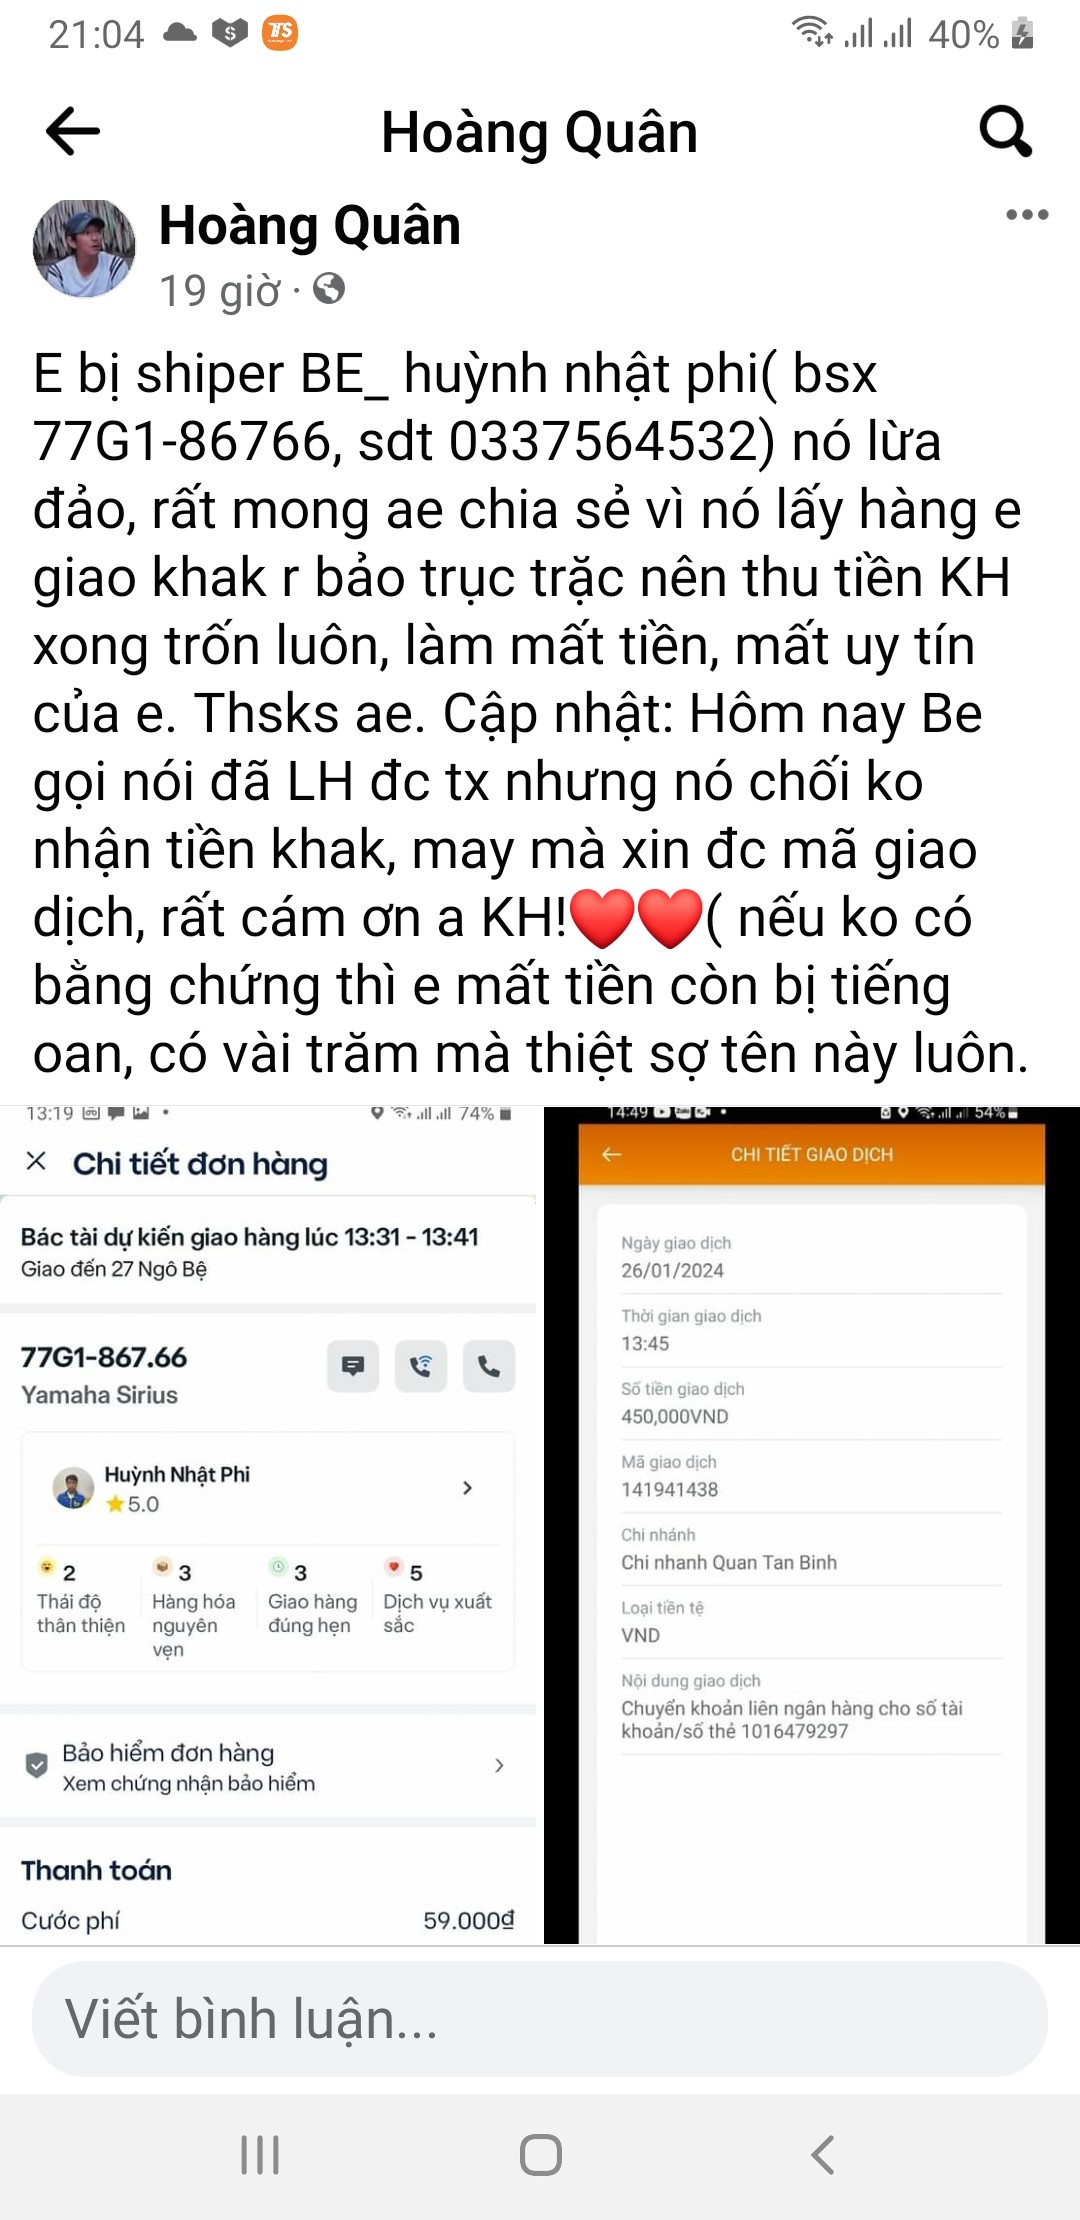 21:04
40%
Hoàng Quân
Hoàng Quân
19 giờ ·
E bị shiper BE_ huỳnh nhật phi( bsx
77G1-86766, sdt 0337564532) nó lừa
đảo, rất mong ae chia sẻ vì nó lấy hàng e
giao khak r bảo trục trặc nên thu tiền KH
xong trốn luôn, làm mất tiền, mất uy tín
của e. Thsks ae. Cập nhật: Hôm nay Be
gọi nói đã LH đc tx nhưng nó chối ko
nhận tiền khak, may mà xin đc mã giao
dịch, rất cám ơn a KH!❤️❤️( nếu ko có
bằng chứng thì e mất tiền còn bị tiếng
oan, có vài trăm mà thiệt sợ tên này luôn.
13:19
74%
Chi tiết đơn hàng
Bác tài dự kiến giao hàng lúc 13:31 - 13:41
Giao đến 27 Ngô Bệ
77G1-867.66
Yamaha Sirius
Huỳnh Nhật Phi
⭐5.0
2
Thái độ
thân thiện
3
Hàng hóa
nguyên
vẹn
3
Giao hàng
đúng hẹn
5
Dịch vụ xuất
sắc
Bảo hiểm đơn hàng
Xem chứng nhận bảo hiểm
Thanh toán
Cước phí 59.000₫
14:49
54%
CHI TIẾT GIAO DỊCH
Ngày giao dịch
26/01/2024
Thời gian giao dịch
13:45
Số tiền giao dịch
450,000VND
Mã giao dịch
141941438
Chi nhánh
Chi nhanh Quan Tan Binh
Loại tiền tệ
VND
Nội dung giao dịch
Chuyển khoản liên ngân hàng cho số tài
khoản/số thẻ 1016479297
Viết bình luận...